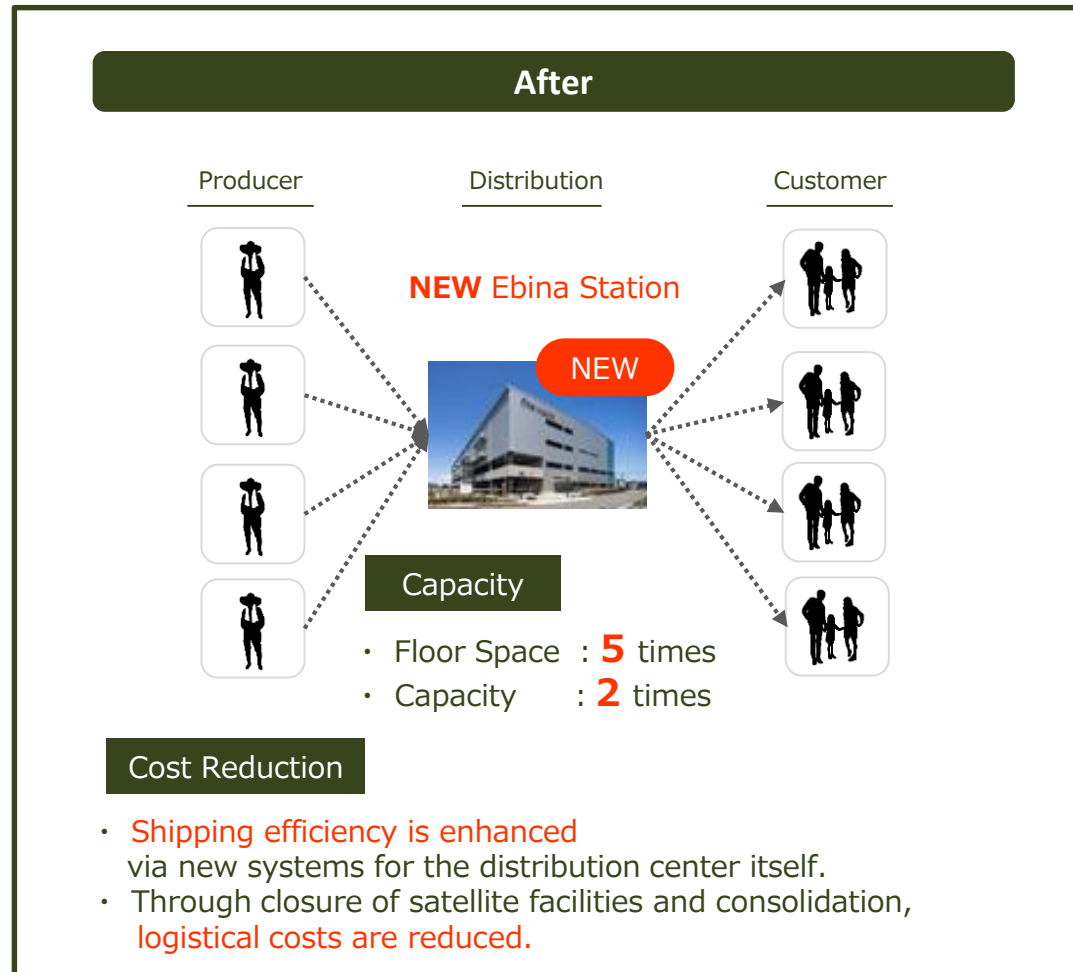 After
Producer
Distribution
Customer
NEW Ebina Station
NEW
Capacity
・ Floor Space : 5 times
・ Capacity : 2 times
Cost Reduction
・ Shipping efficiency is enhanced
via new systems for the distribution center itself.
・ Through closure of satellite facilities and consolidation,
logistical costs are reduced.